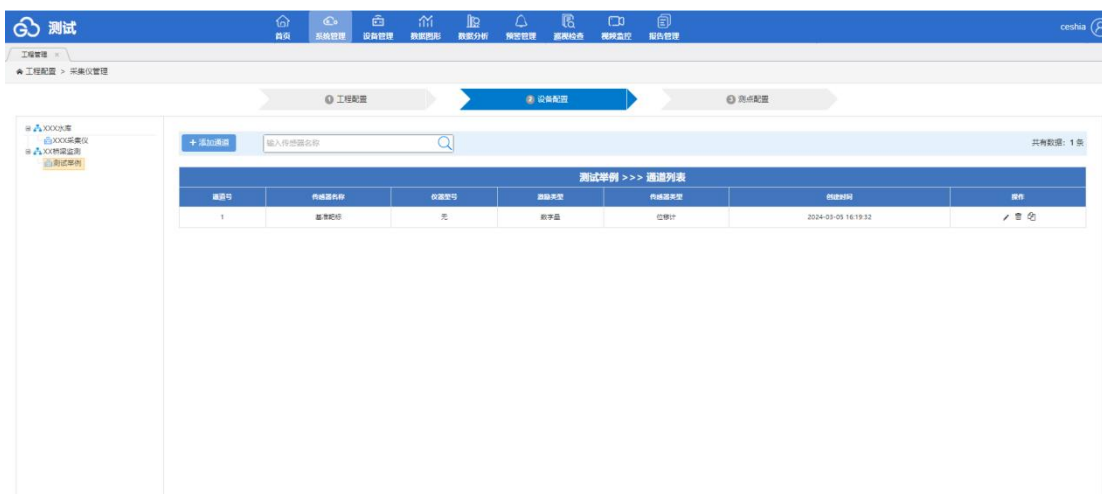 测试
首页 系统管理 设备管理 数据图形 数据分析 预警管理 巡视检查 视频监控 报告管理
ceshia
工程管理 ×
工程配置 > 采集仪管理
1 工程配置 2 设备配置 3 测点配置
XXX水库
XXX采集仪
XX桥梁监测
测试举例
+ 添加通道 输入传感器名称 共有数据: 1 条
测试举例 >>> 通道列表
通道号 传感器名称 仪器型号 激励类型 传感器类型 创建时间 操作
1 基准靶标 无 数字量 位移计 2024-03-05 16:19:32